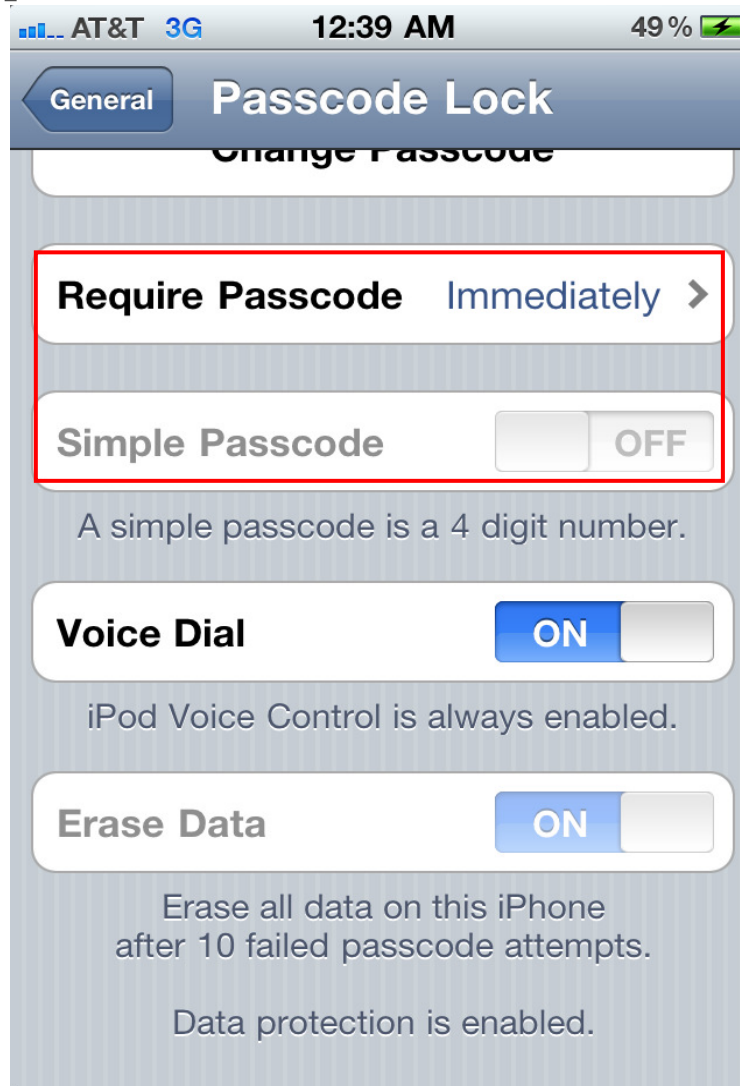 AT&T 3G 12:39 AM 49%
General Passcode Lock
Change Passcode
Require Passcode Immediately
Simple Passcode OFF
A simple passcode is a 4 digit number.
Voice Dial ON
iPod Voice Control is always enabled.
Erase Data ON
Erase all data on this iPhone
after 10 failed passcode attempts.
Data protection is enabled.